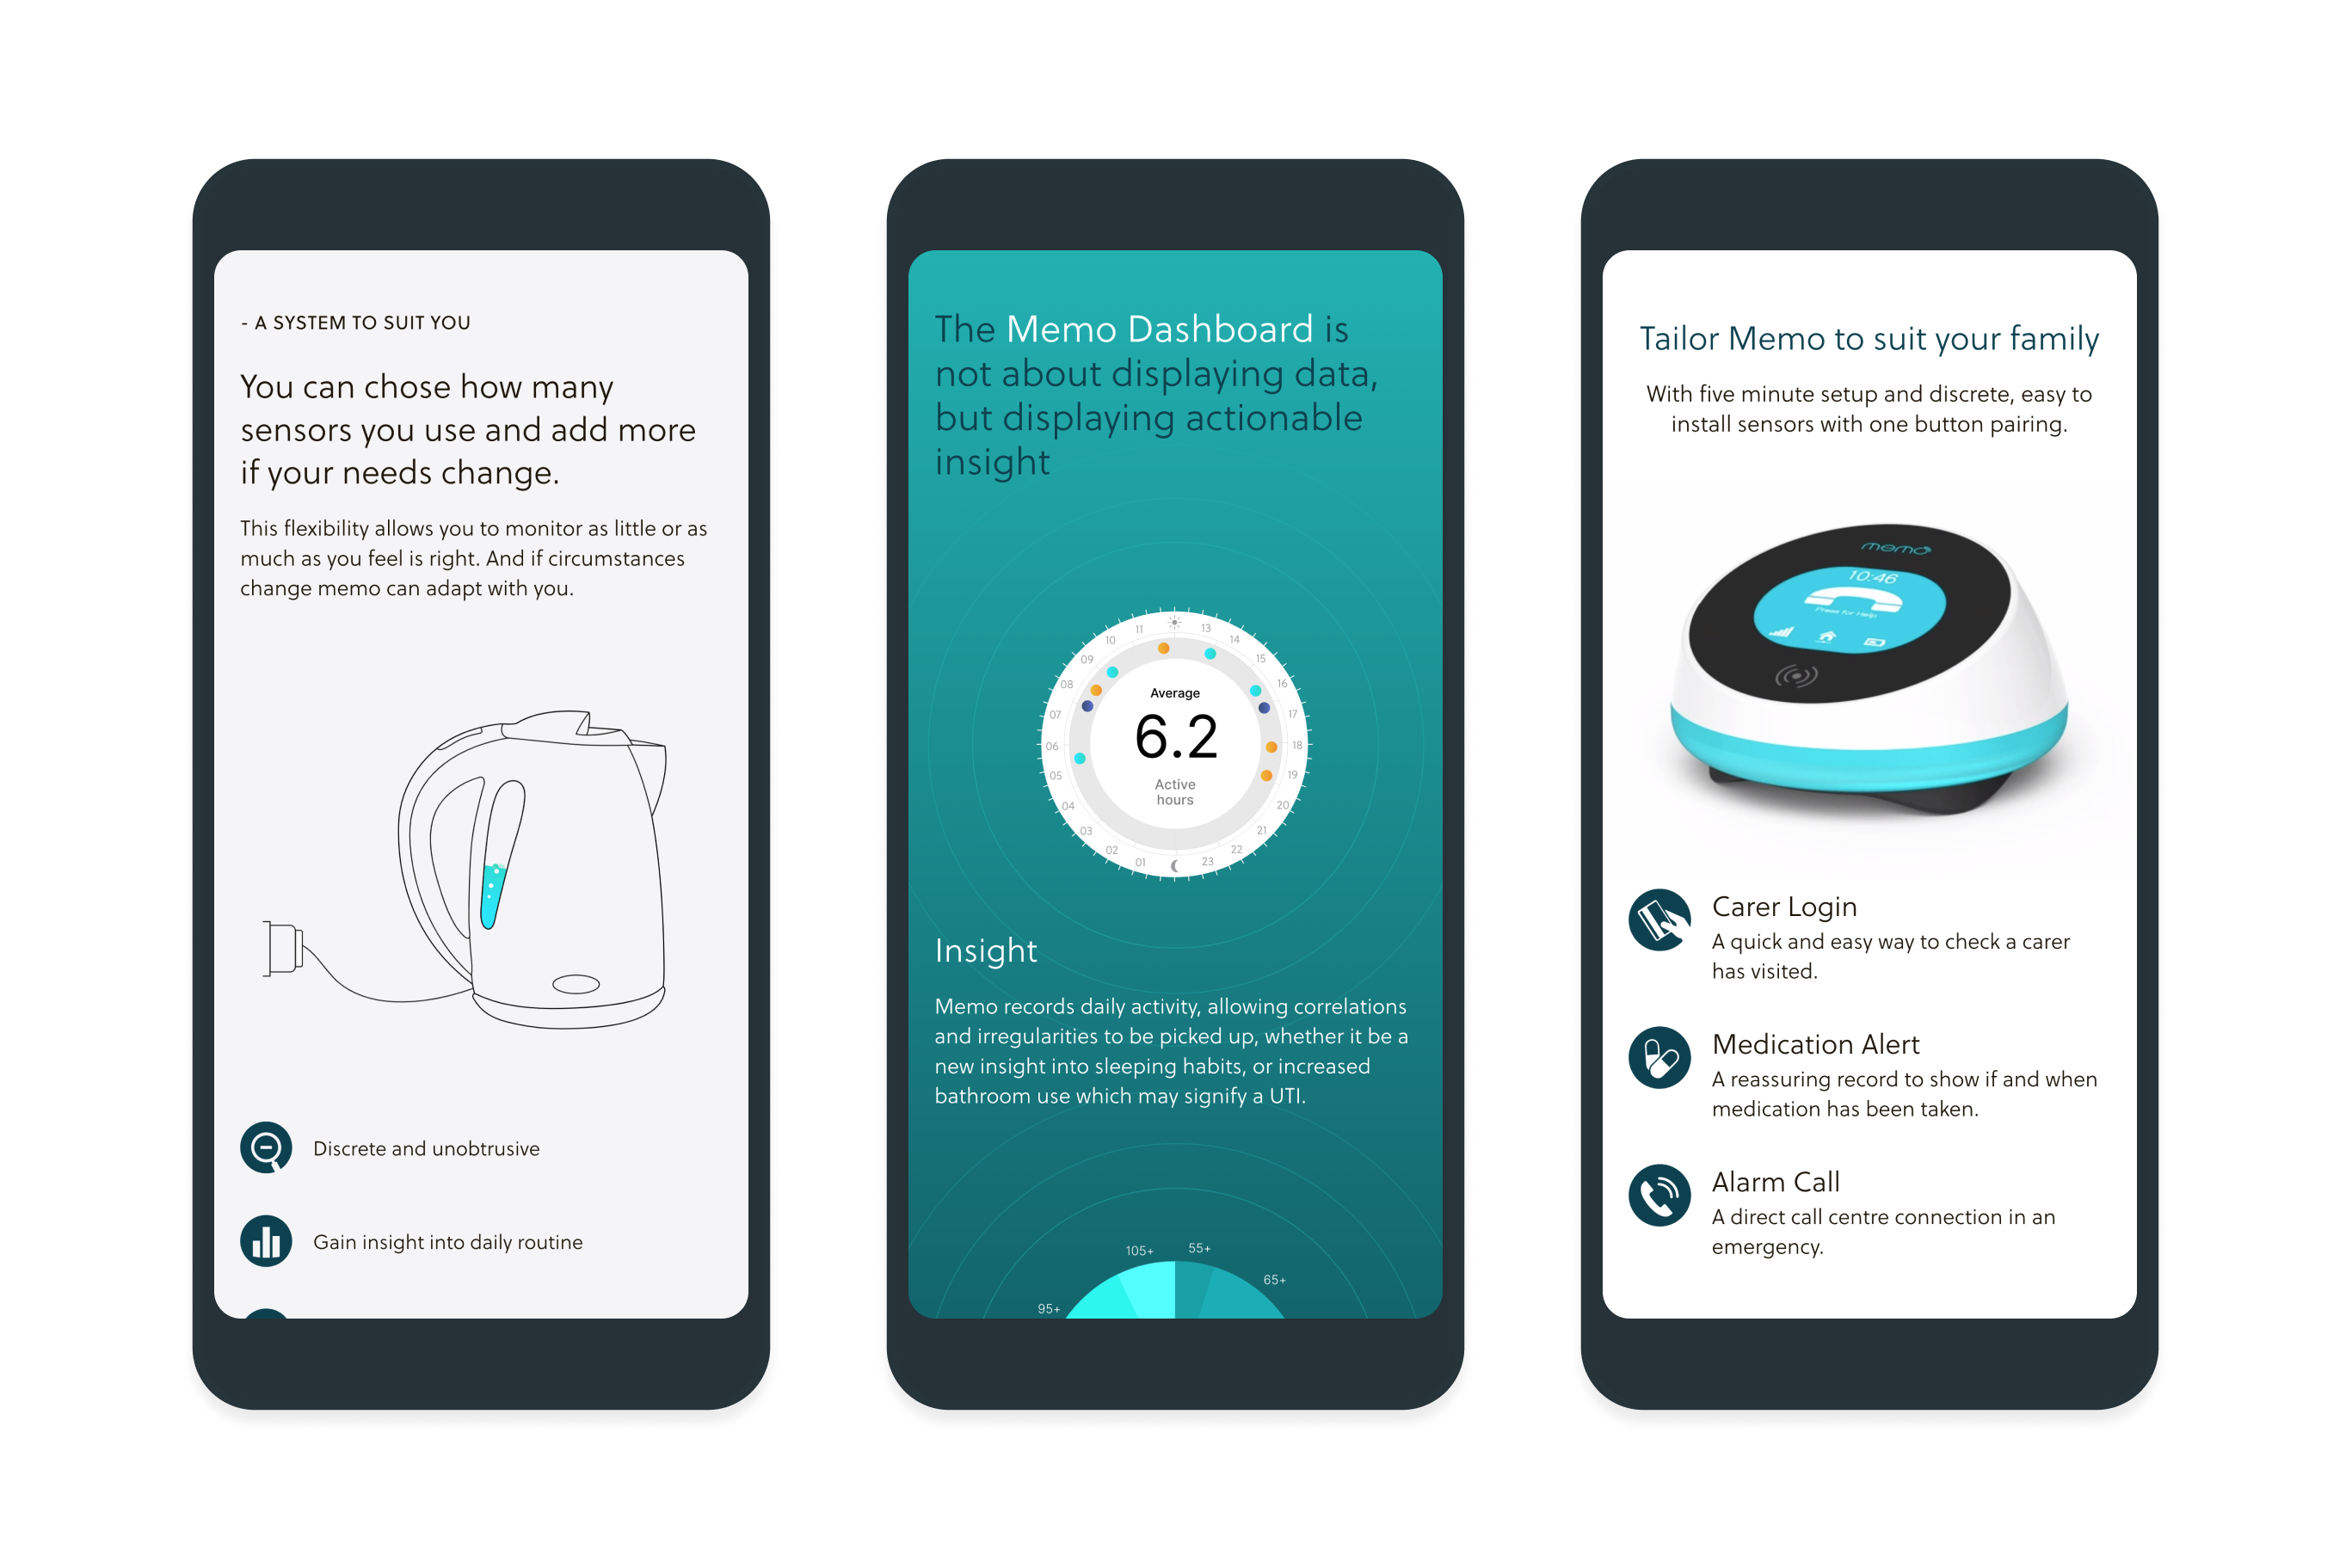 - A SYSTEM TO SUIT YOU
You can chose how many
sensors you use and add more
if your needs change.
This flexibility allows you to monitor as little or as
much as you feel is right. And if circumstances
change memo can adapt with you.
Discrete and unobtrusive
Gain insight into daily routine
The Memo Dashboard is
not about displaying data,
but displaying actionable
insight
13
14
15
16
17
18
19
20
21
22
23
01
02
03
04
05
06
07
08
09
10
11
Average
6.2
Active
hours
Insight
Memo records daily activity, allowing correlations
and irregularities to be picked up, whether it be a
new insight into sleeping habits, or increased
bathroom use which may signify a UTI.
105+
55+
65+
95+
Tailor Memo to suit your family
With five minute setup and discrete, easy to
install sensors with one button pairing.
memo
10:46
Press for Help
Carer Login
A quick and easy way to check a carer
has visited.
Medication Alert
A reassuring record to show if and when
medication has been taken.
Alarm Call
A direct call centre connection in an
emergency.